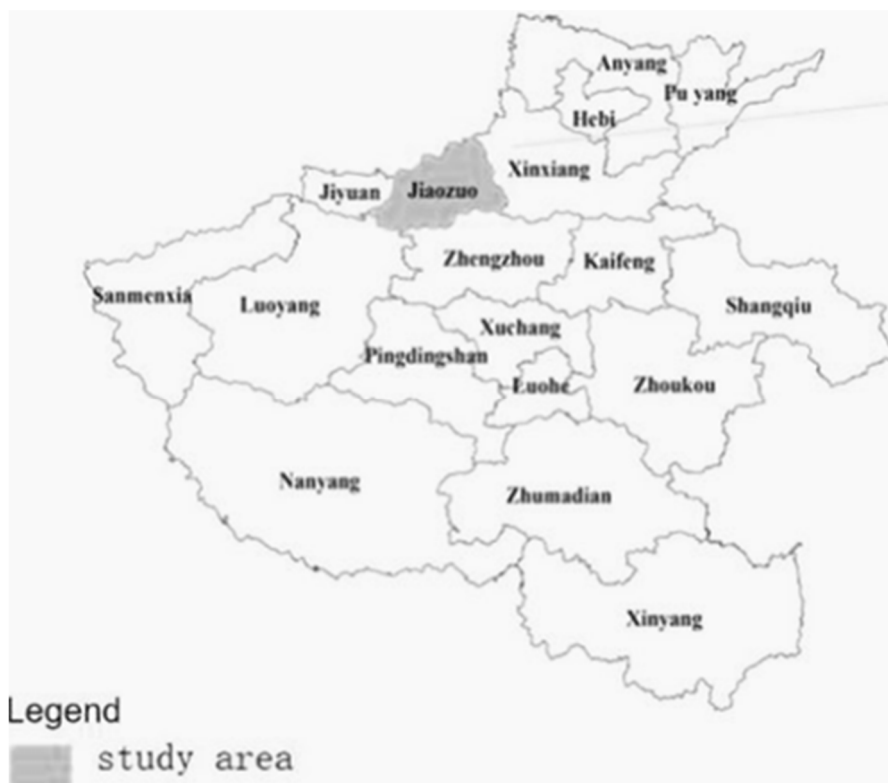 Anyang
Pu yang
Hebi
Xinxiang
Jiyuan
Jiaozuo
Zhengzhou
Kaifeng
Sanmenxia
Luoyang
Shangqiu
Xuchang
Pingdingshan
Luohe
Zhoukou
Nanyang
Zhumadian
Xinyang
Legend
study area